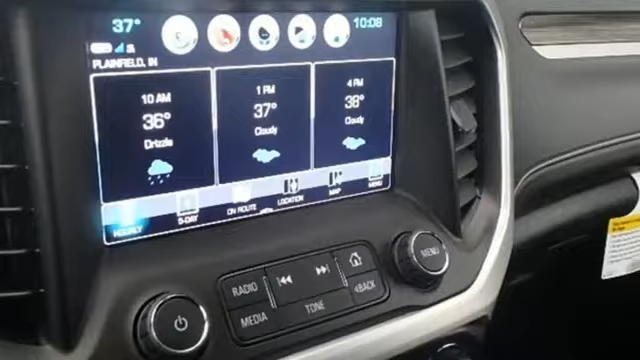 37° 10:08
PLAINFIELD, IN
10 AM 1 PM 4 PM
36° 37° 38°
Drizzle Cloudy Cloudy
HOURLY 5-DAY ON ROUTE LOCATION MAP MENU
RADIO
MEDIA TONE BACK
MENU